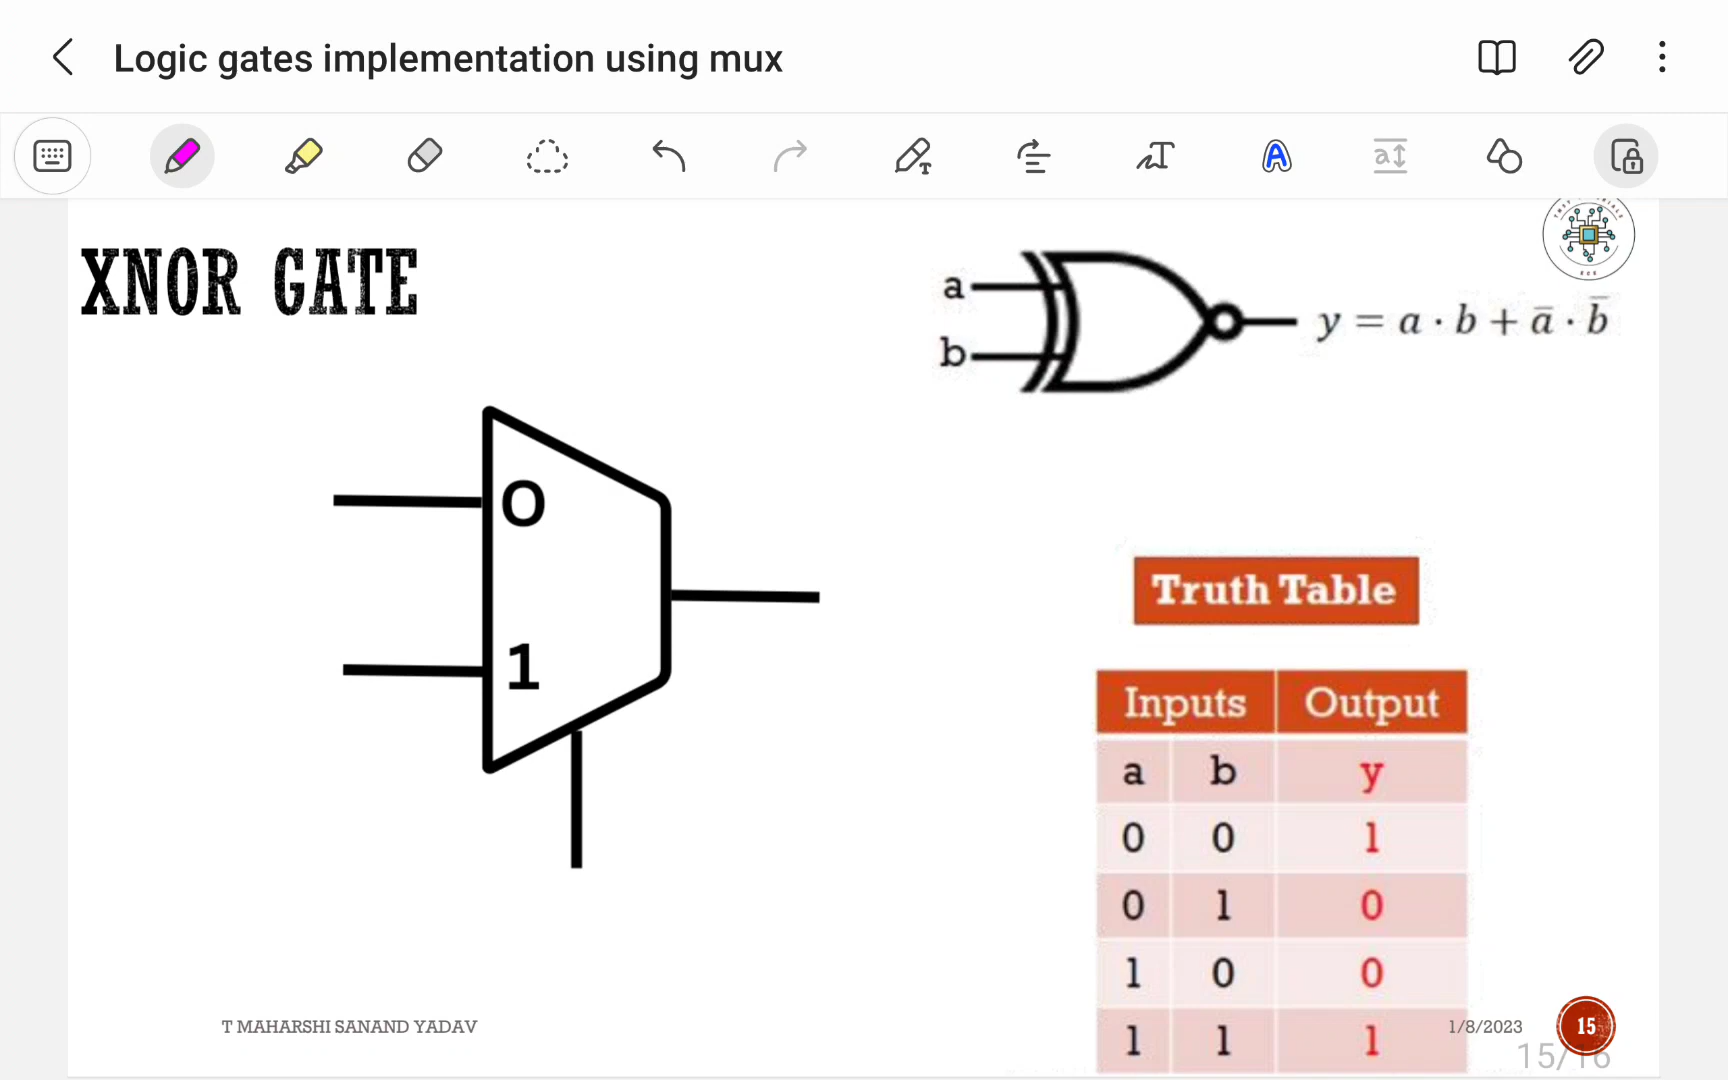 Logic gates implementation using mux
XNOR GATE
a
b
y = a · b + ā · b̄
0
1
Truth Table
Inputs Output
a b y
0 0 1
0 1 0
1 0 0
1 1 1
T MAHARSHI SANAND YADAV
1/8/2023
15
15/16